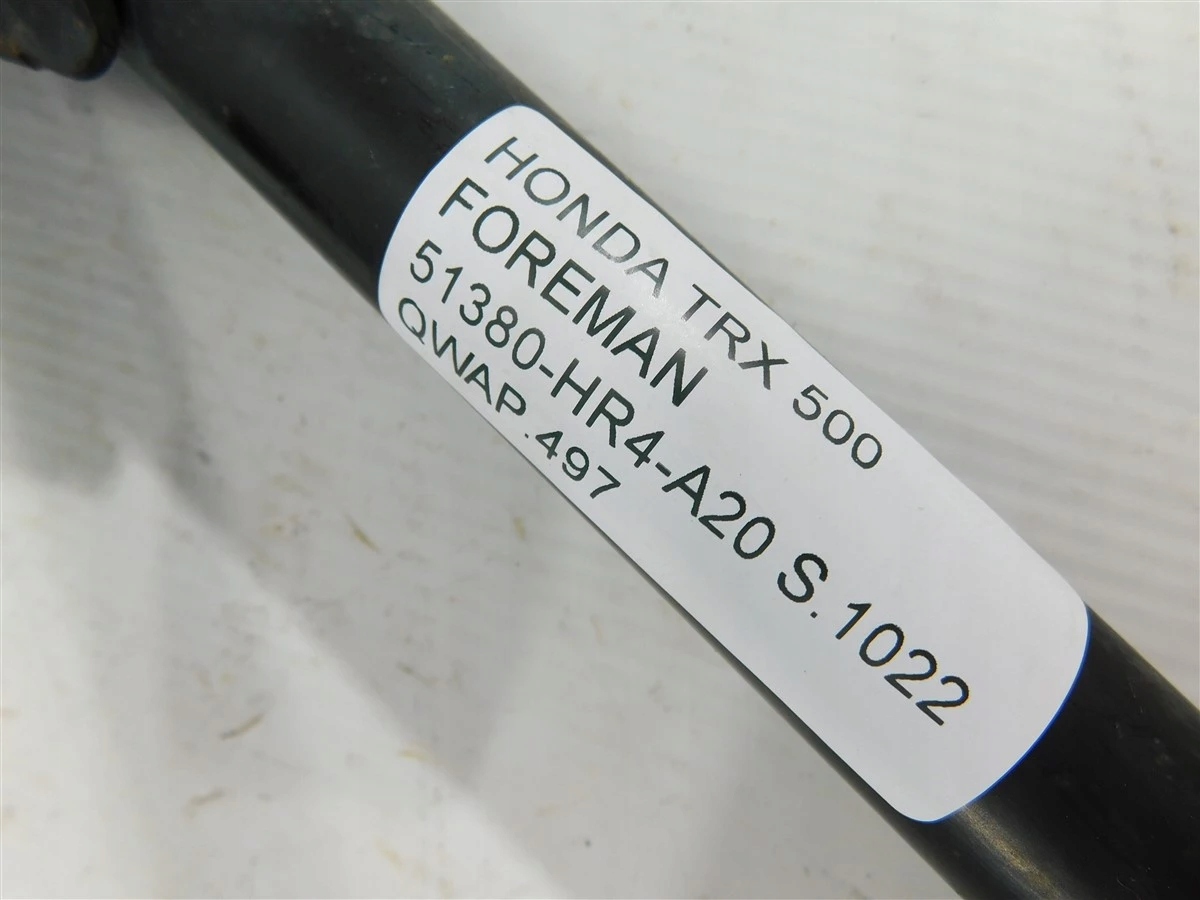 HONDA TRX 500
FOREMAN
51380-HR4-A20 S.1022
QWAP.497